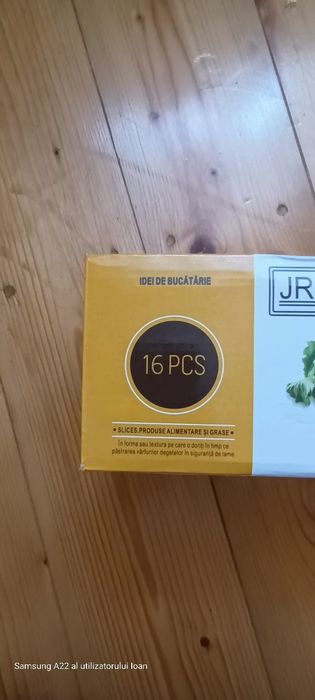 IDEI DE BUCĂTĂRIE
JR
16 PCS
• SLICES.PRODUSE ALIMENTARE ȘI GRASE •
În forma sau textura pe care o doriți în timp ce
păstrarea vârfurilor degetelor în siguranță de lame
Samsung A22 al utilizatorului Ioan